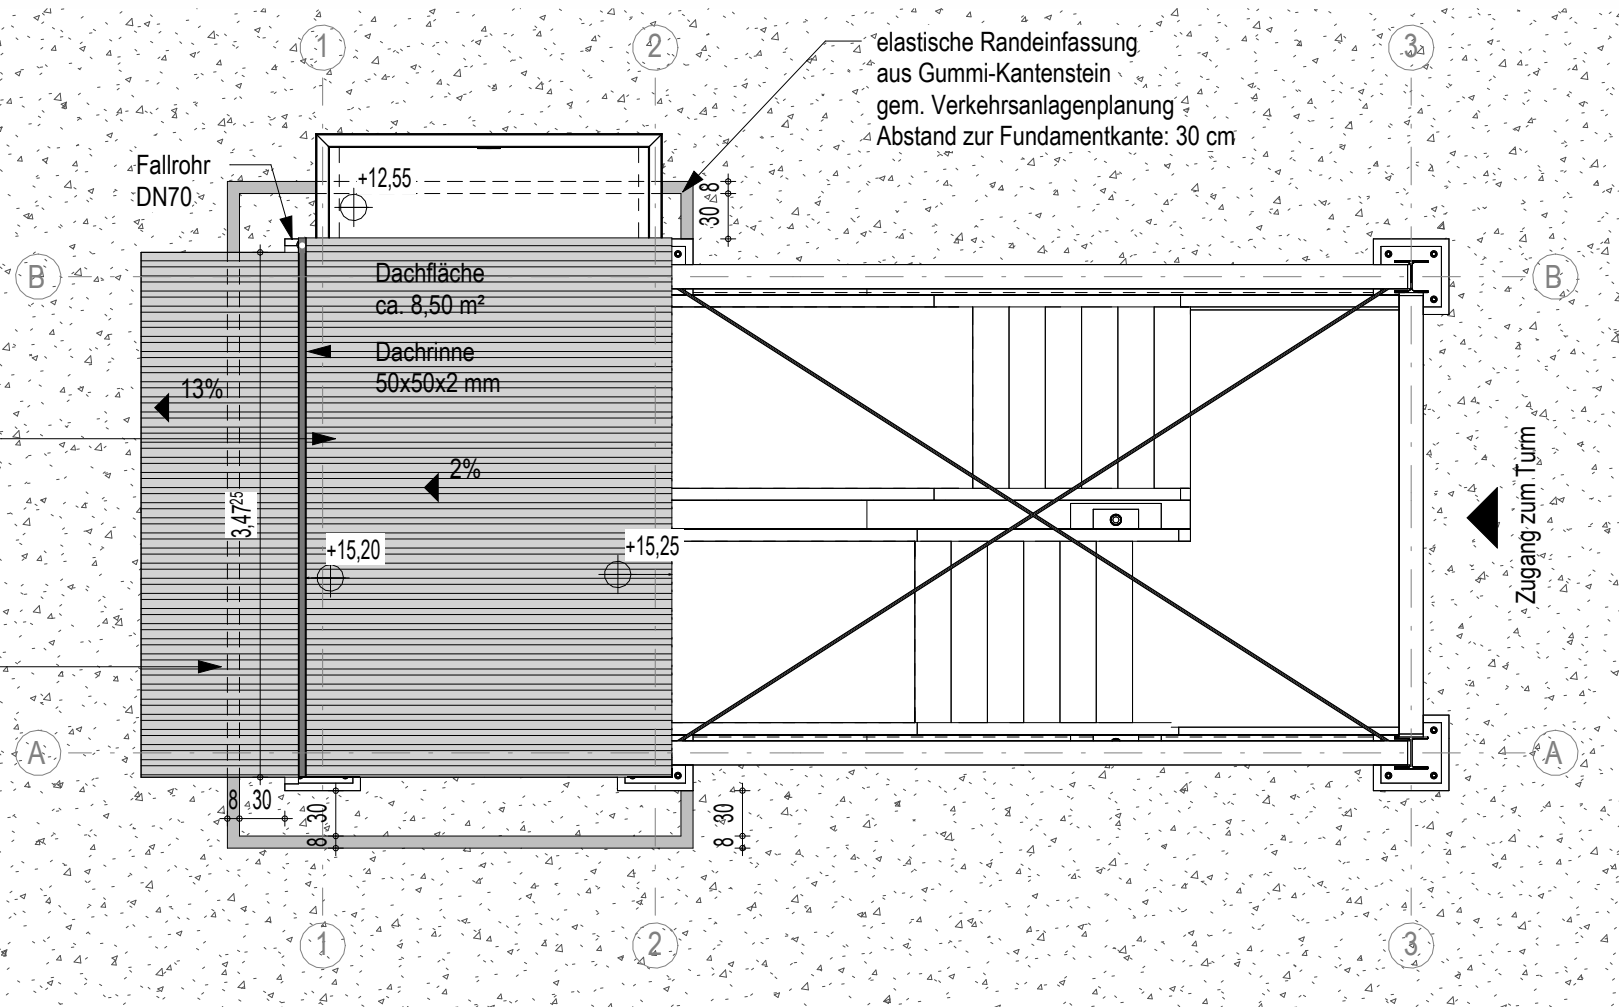 1
2
3
elastische Randeinfassung
aus Gummi-Kantenstein
gem. Verkehrsanlagenplanung
Abstand zur Fundamentkante: 30 cm
Fallrohr
DN70
+12,55
30 8
B
B
Dachfläche
ca. 8,50 m²
Dachrinne
50x50x2 mm
13%
2%
3,47²⁵
+15,20
+15,25
Zugang zum Turm
A
A
8 30
8 30
8 30
1
2
3